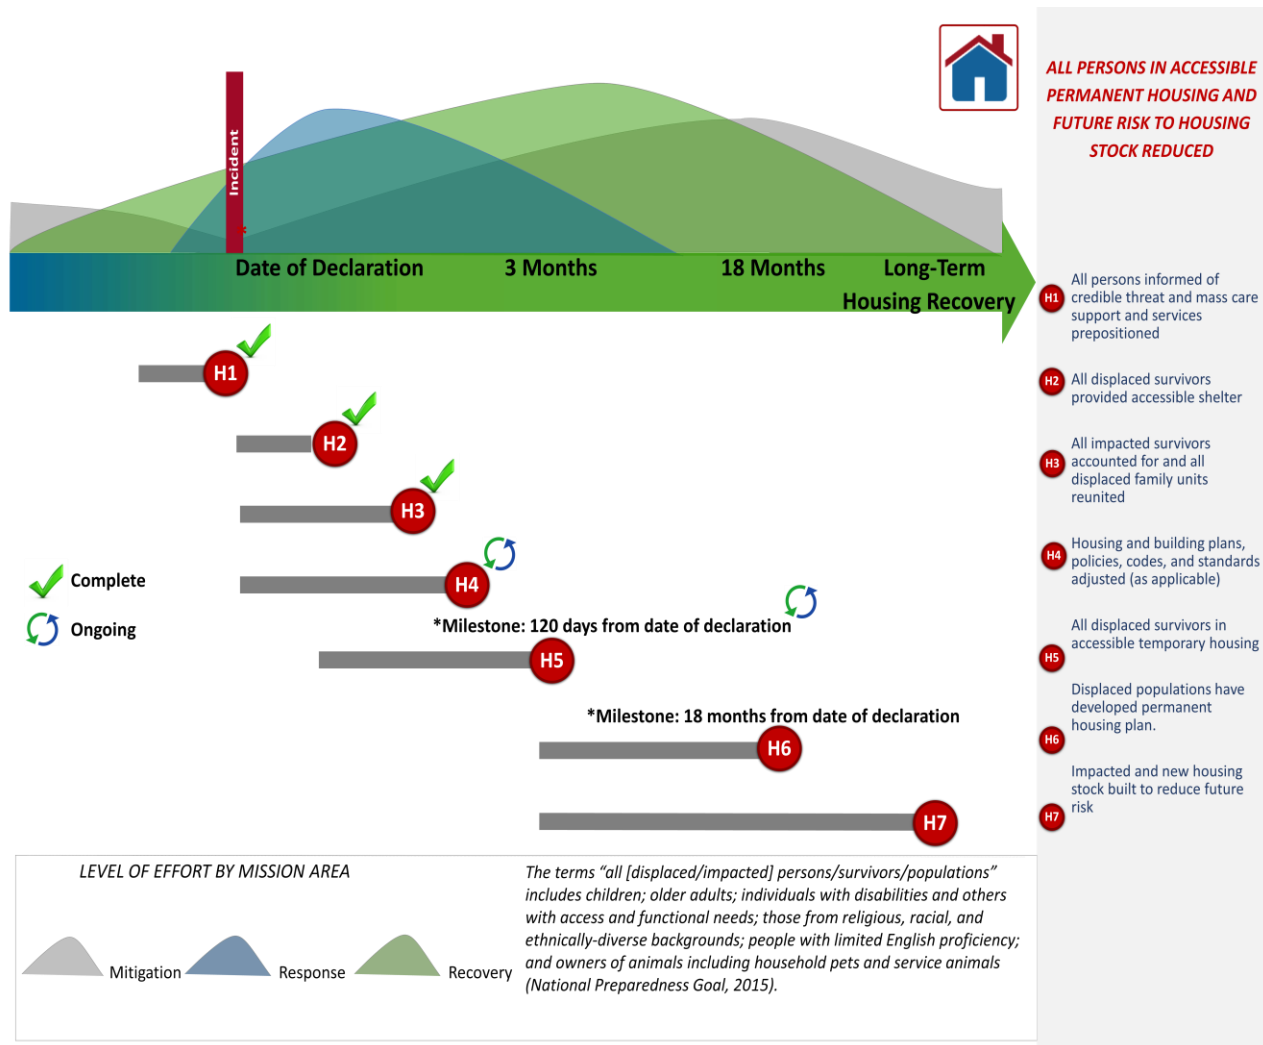 ALL PERSONS IN ACCESSIBLE
PERMANENT HOUSING AND
FUTURE RISK TO HOUSING
STOCK REDUCED
Incident
Date of Declaration
3 Months
18 Months
Long-Term
Housing Recovery
H1
All persons informed of
credible threat and mass care
support and services
prepositioned
H2
All displaced survivors
provided accessible shelter
H3
All impacted survivors
accounted for and all
displaced family units
reunited
H4
Housing and building plans,
policies, codes, and standards
adjusted (as applicable)
H5
All displaced survivors in
accessible temporary housing
H6
Displaced populations have
developed permanent
housing plan.
H7
Impacted and new housing
stock built to reduce future
risk
H1
H2
H3
H4
Complete
Ongoing
*Milestone: 120 days from date of declaration
H5
*Milestone: 18 months from date of declaration
H6
H7
LEVEL OF EFFORT BY MISSION AREA
Mitigation
Response
Recovery
The terms “all [displaced/impacted] persons/survivors/populations”
includes children; older adults; individuals with disabilities and others
with access and functional needs; those from religious, racial, and
ethnically-diverse backgrounds; people with limited English proficiency;
and owners of animals including household pets and service animals
(National Preparedness Goal, 2015).